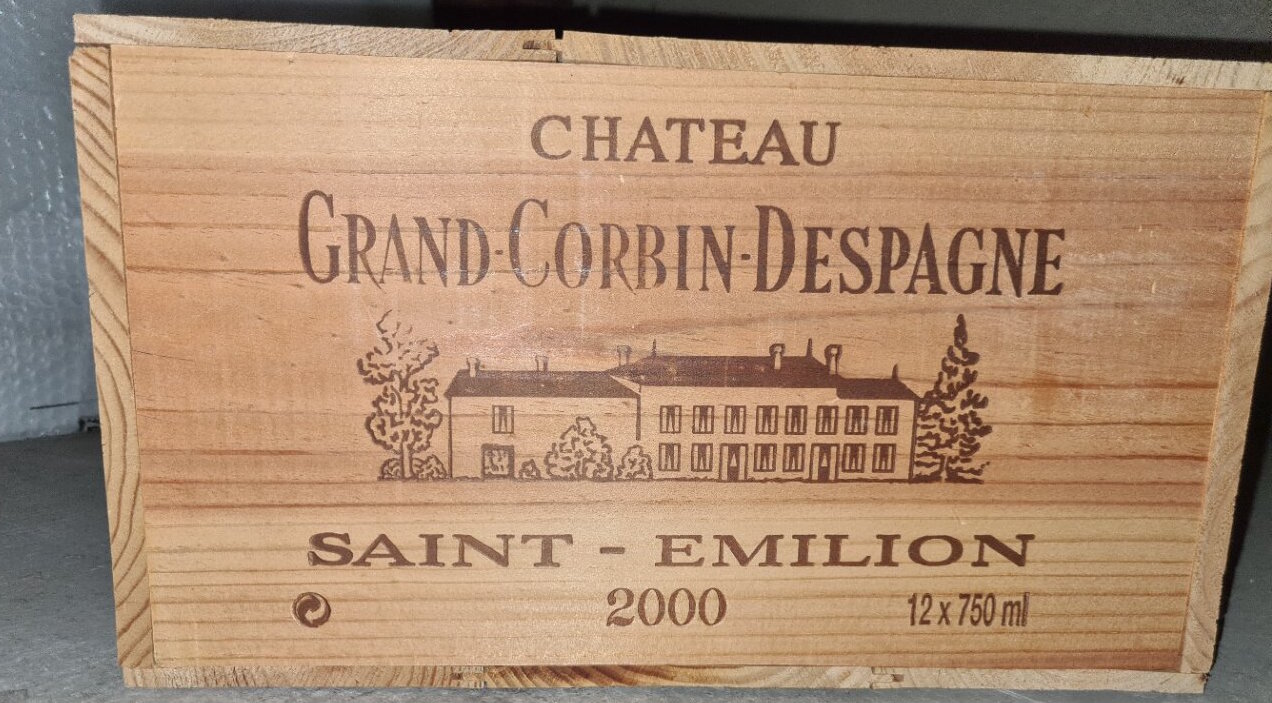 CHATEAU
GRAND-CORBIN-DESPAGNE
SAINT - EMILION
2000
12 x 750 ml